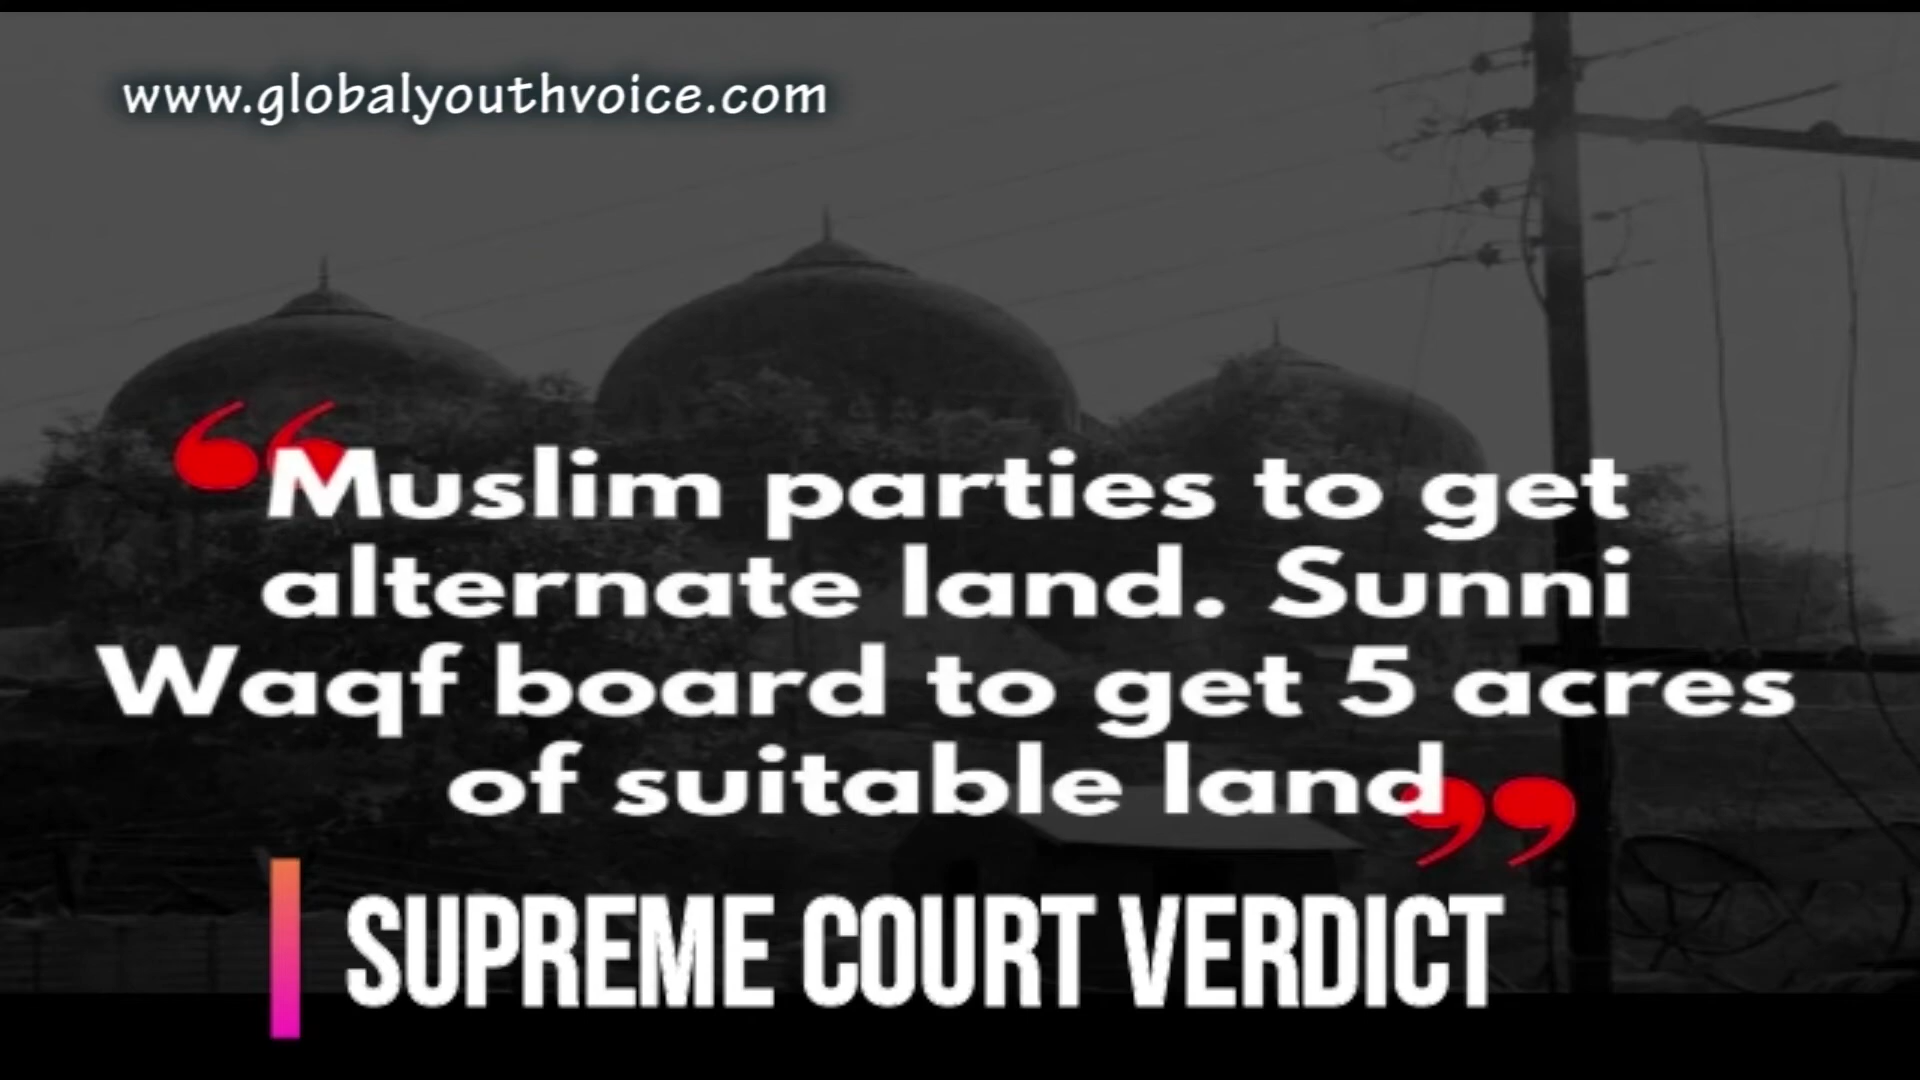 www.globalyouthvoice.com
“Muslim parties to get
alternate land. Sunni
Waqf board to get 5 acres
of suitable land”
SUPREME COURT VERDICT